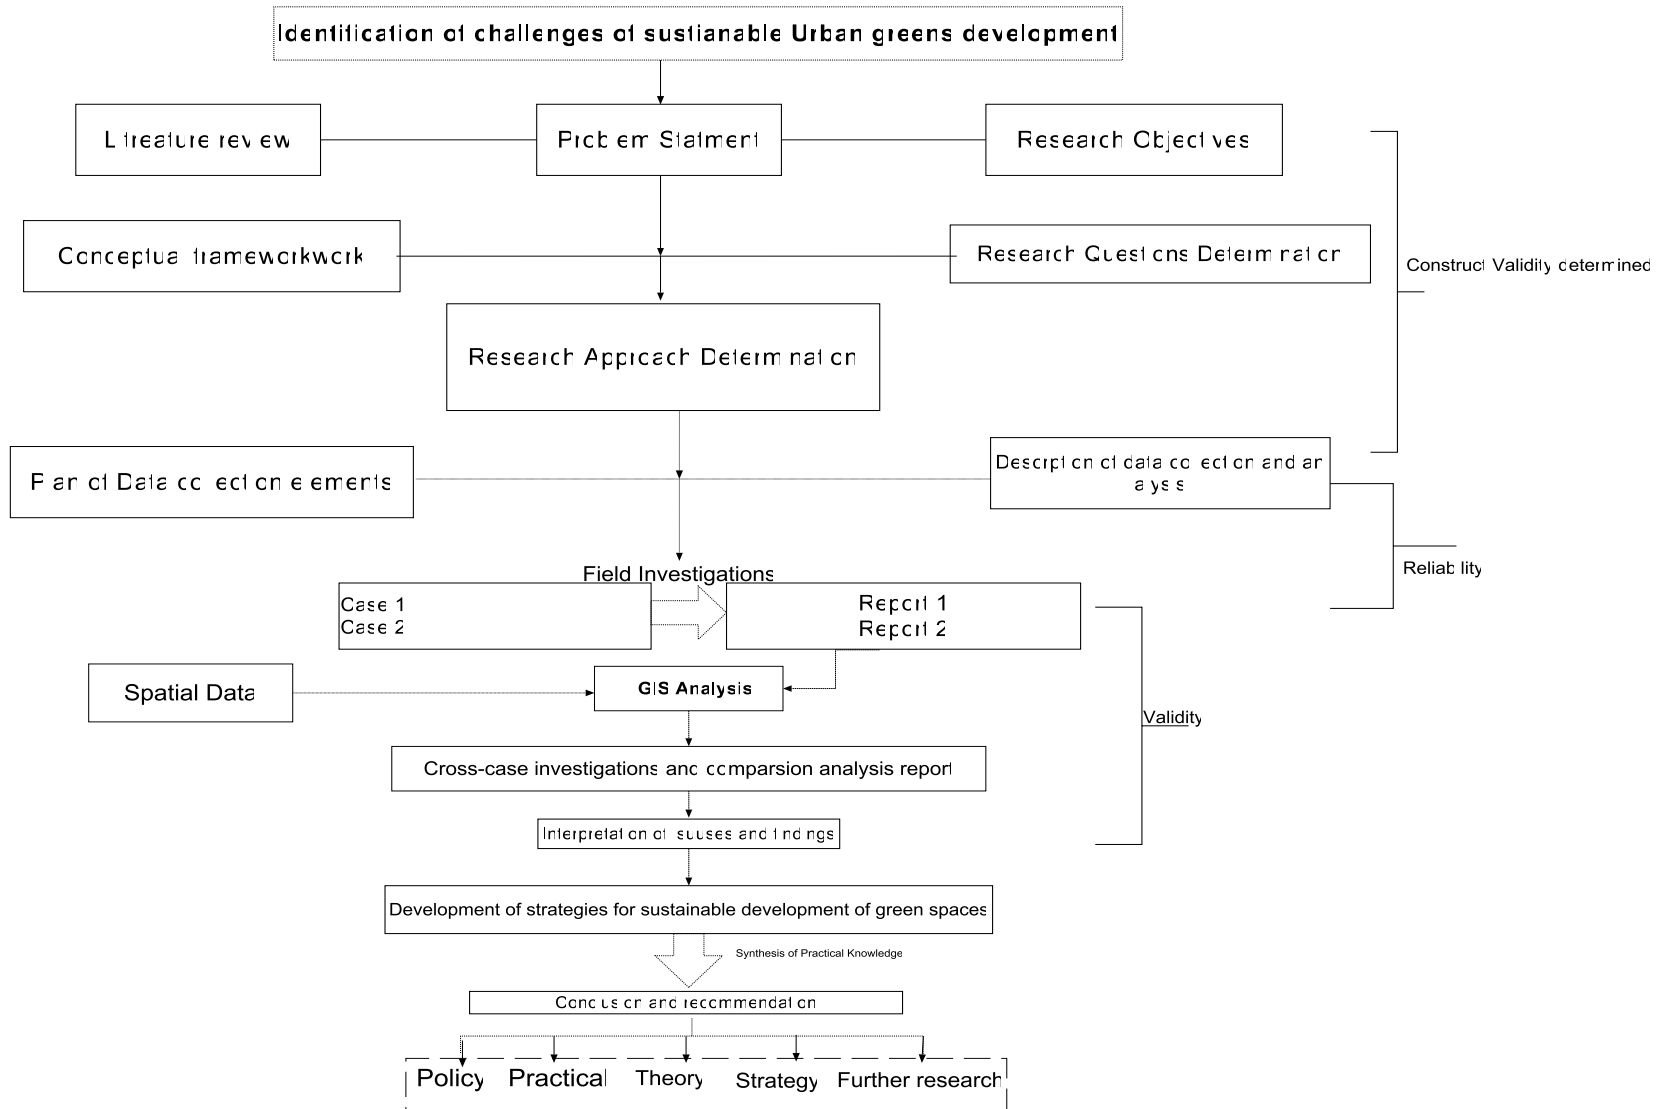 Identification of challenges of sustianable Urban greens development
Litreature review
Problem Statment
Research Objectives
Conceptual frameworkwork
Research Questions Determination
Construct Validity determined
Research Approach Determination
Plan of Data collection elements
Description of data collection and an
alysis
Reliability
Field Investigations
Case 1
Case 2
Report 1
Report 2
Spatial Data
GIS Analysis
Validity
Cross-case investigations and comparsion analysis report
Interpretation of and findings
Development of strategies for sustainable development of green spaces
Synthesis of Practical Knowledge
Conclusion and recommendation
Policy
Practical
Theory
Strategy
Further research